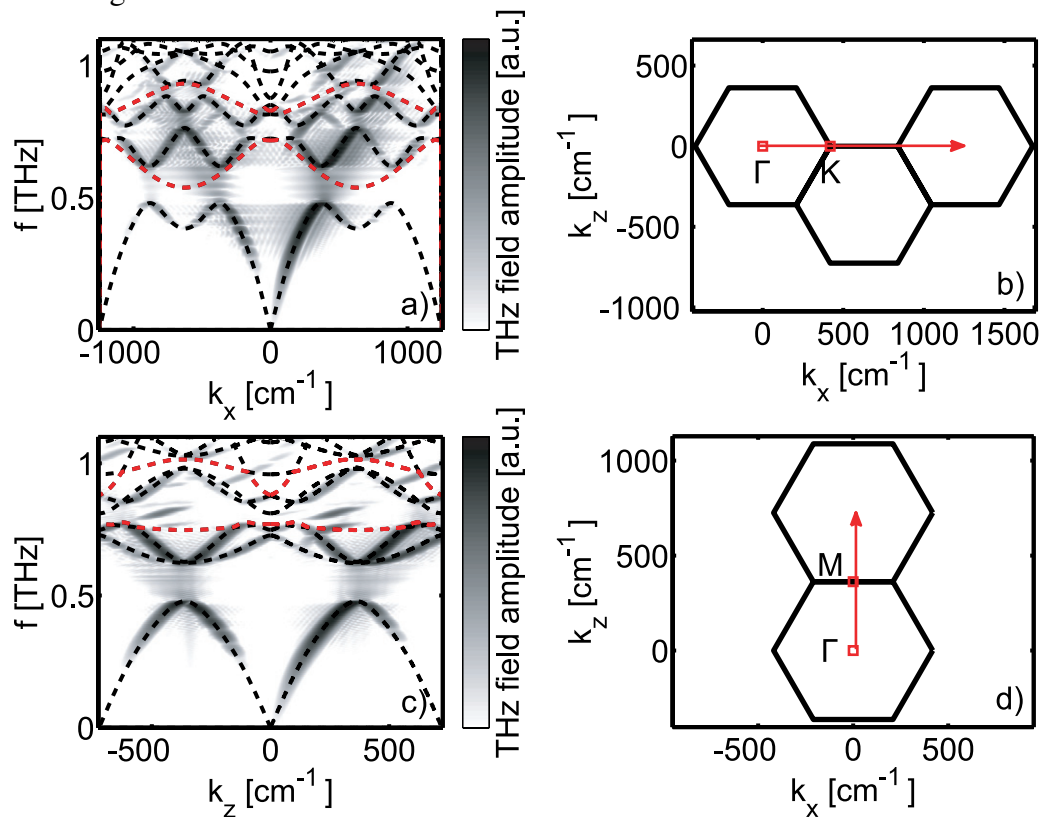 1
0.5
0
f [THz]
-1000
0
1000
k_x [cm^-1]
a)
THz field amplitude [a.u.]
500
0
-500
-1000
k_z [cm^-1]
0
500
1000
1500
k_x [cm^-1]
Γ
K
b)
1
0.5
0
f [THz]
-500
0
500
k_z [cm^-1]
c)
THz field amplitude [a.u.]
1000
500
0
k_z [cm^-1]
-500
0
500
k_x [cm^-1]
M
Γ
d)